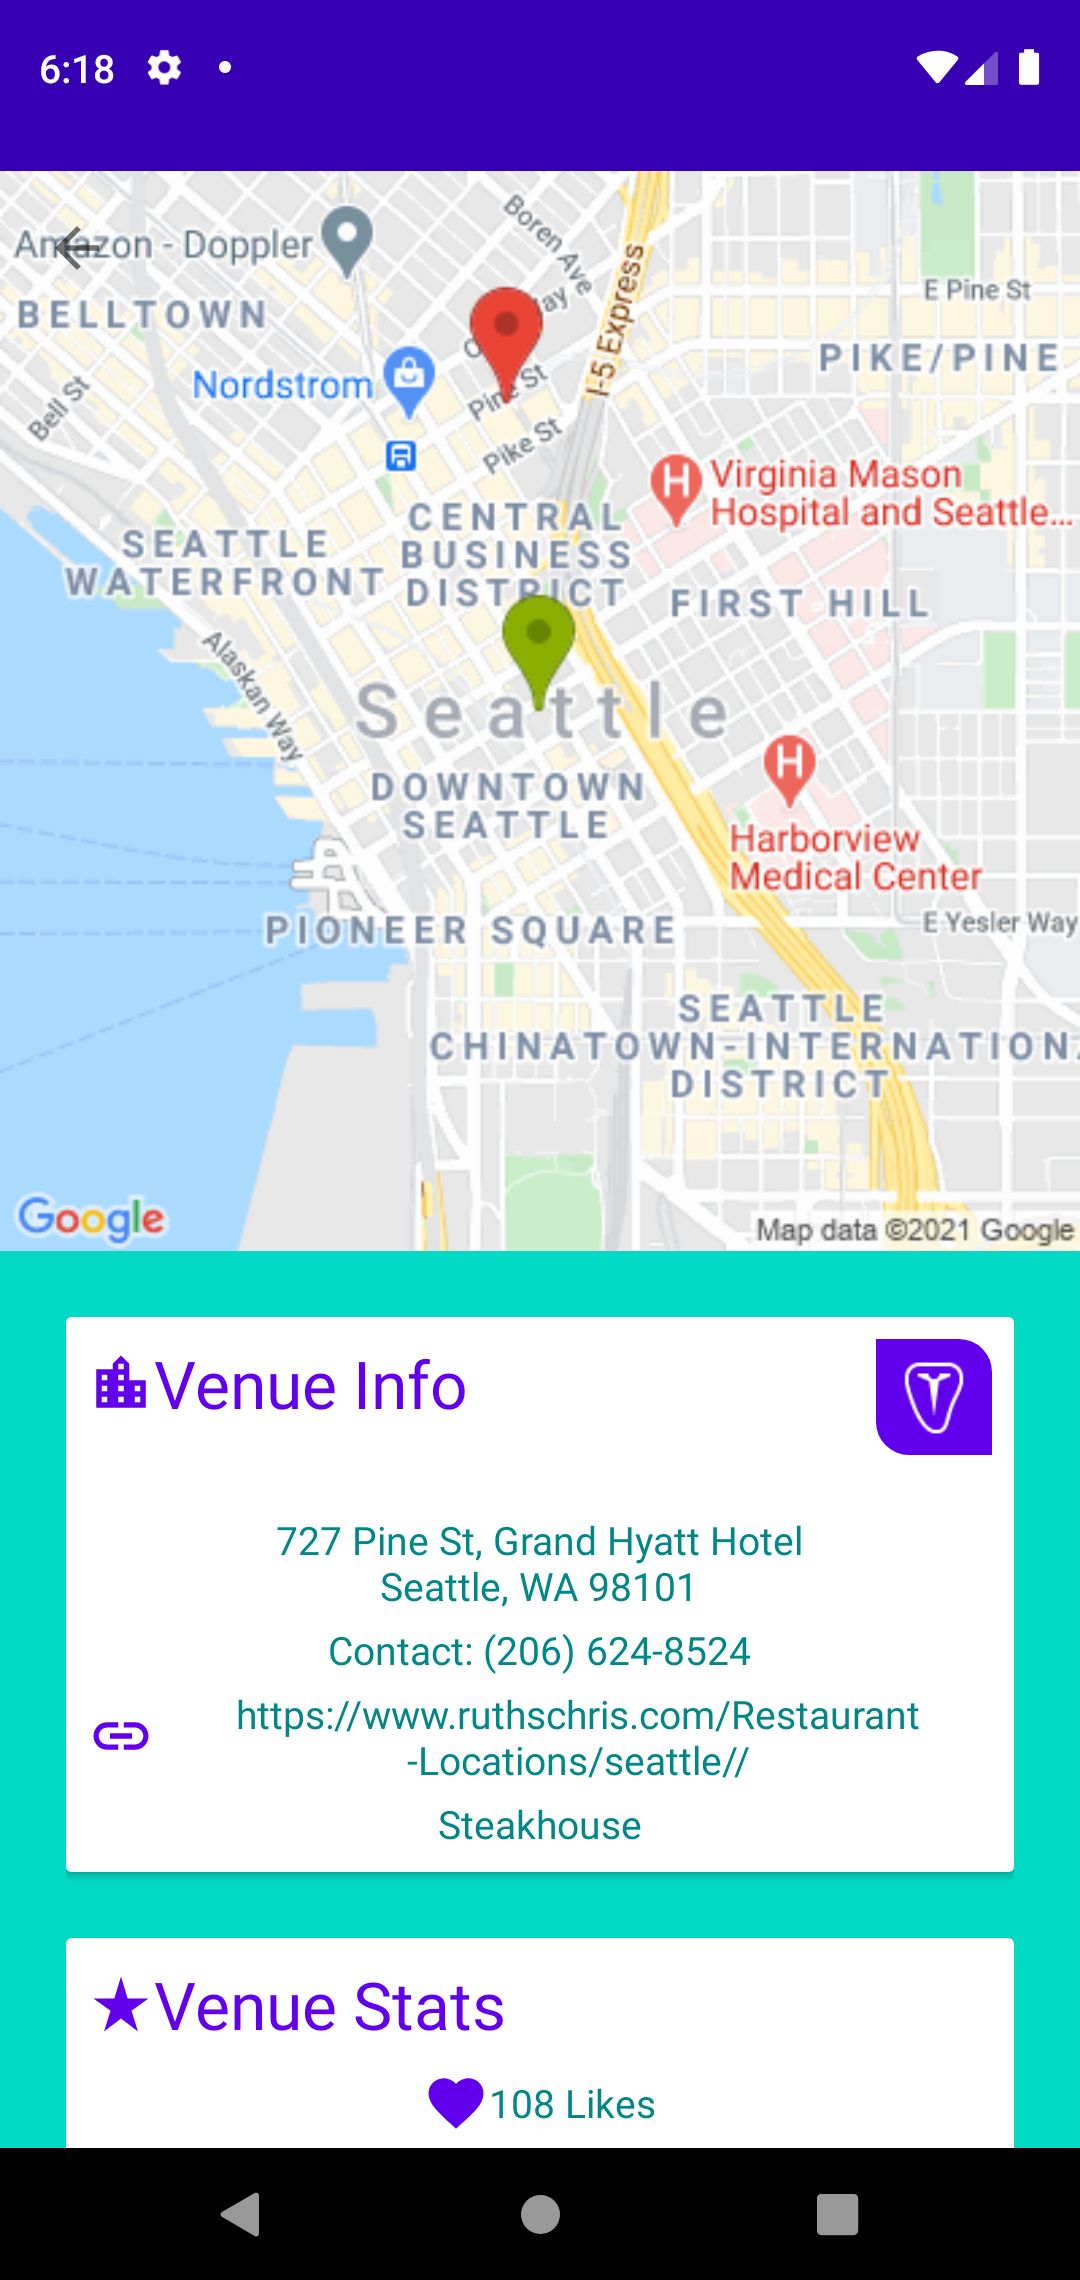 6:18
Amazon - Doppler
Boren Ave
E Pine St
BELLTOWN
I-5 Express
PIKE/PINE
Nordstrom
Bell St
Pine St
Pike St
Virginia Mason
Hospital and Seattle...
CENTRAL
BUSINESS
DISTRICT
SEATTLE
WATERFRONT
FIRST HILL
Alaskan Way
Seattle
DOWNTOWN
SEATTLE
Harborview
Medical Center
PIONEER SQUARE
E Yesler Way
SEATTLE
CHINATOWN-INTERNATION
DISTRICT
Google
Map data ©2021 Google
Venue Info
727 Pine St, Grand Hyatt Hotel
Seattle, WA 98101
Contact: (206) 624-8524
https://www.ruthschris.com/Restaurant
-Locations/seattle//
Steakhouse
Venue Stats
108 Likes